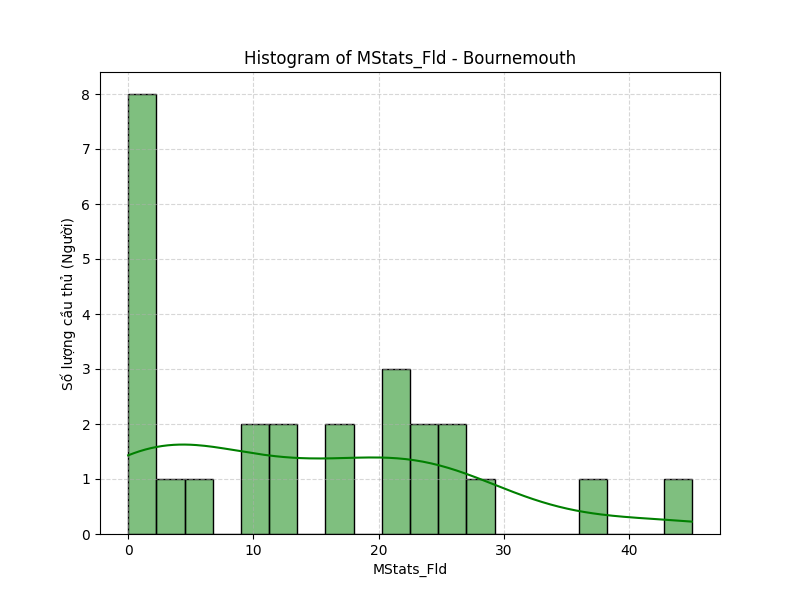 Histogram of MStats_Fld - Bournemouth
Số lượng cầu thủ (Người)
8
7
6
5
4
3
2
1
0
0 10 20 30 40
MStats_Fld